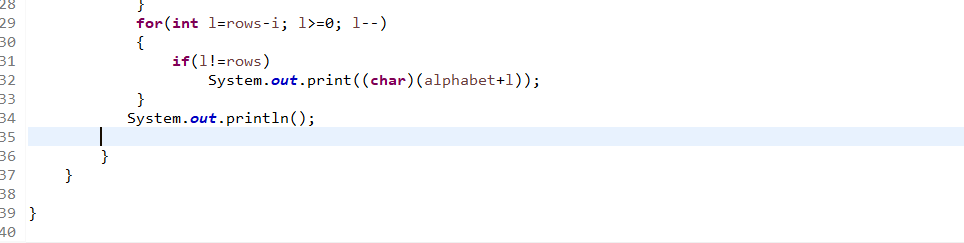 28 }
29 for(int l=rows-i; l>=0; l--)
30 {
31 if(l!=rows)
32 System.out.print((char)(alphabet+l));
33 }
34 System.out.println();
35
36 }
37 }
38
39 }
40